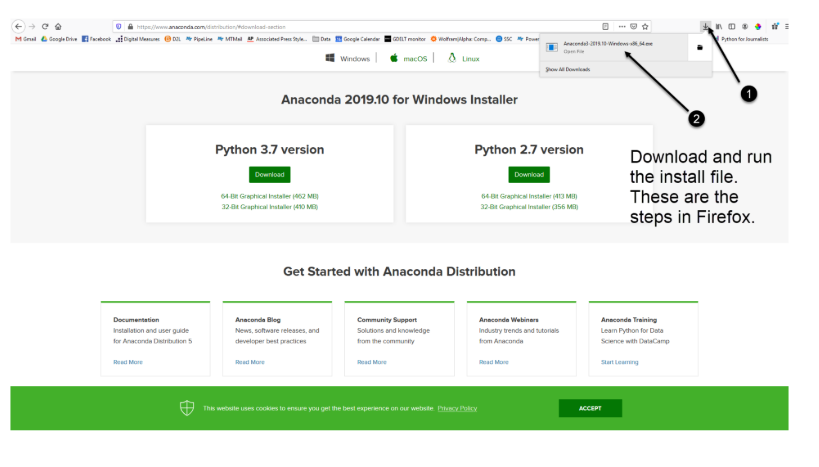 https://www.anaconda.com/distribution/#download-section
Gmail Google Drive Facebook Digital Measures D2L PipeLine MTMail Associated Press Style... Data Google Calendar GDELT monitor Wolfram|Alpha: Comp... SSC Power Python for Journalists
Anaconda3-2019.10-Windows-x86_64.exe
Open File
Show All Downloads
Windows macOS Linux
1
2
Anaconda 2019.10 for Windows Installer
Python 3.7 version
Download
64-Bit Graphical Installer (462 MB)
32-Bit Graphical Installer (410 MB)
Python 2.7 version
Download
64-Bit Graphical Installer (413 MB)
32-Bit Graphical Installer (356 MB)
Download and run
the install file.
These are the
steps in Firefox.
Get Started with Anaconda Distribution
Documentation
Installation and user guide
for Anaconda Distribution 5
Read More
Anaconda Blog
News, software releases, and
developer best practices
Read More
Community Support
Solutions and knowledge
from the community
Read More
Anaconda Webinars
Industry trends and tutorials
from Anaconda
Read More
Anaconda Training
Learn Python for Data
Science with DataCamp
Start Learning
This website uses cookies to ensure you get the best experience on our website. Privacy Policy
ACCEPT